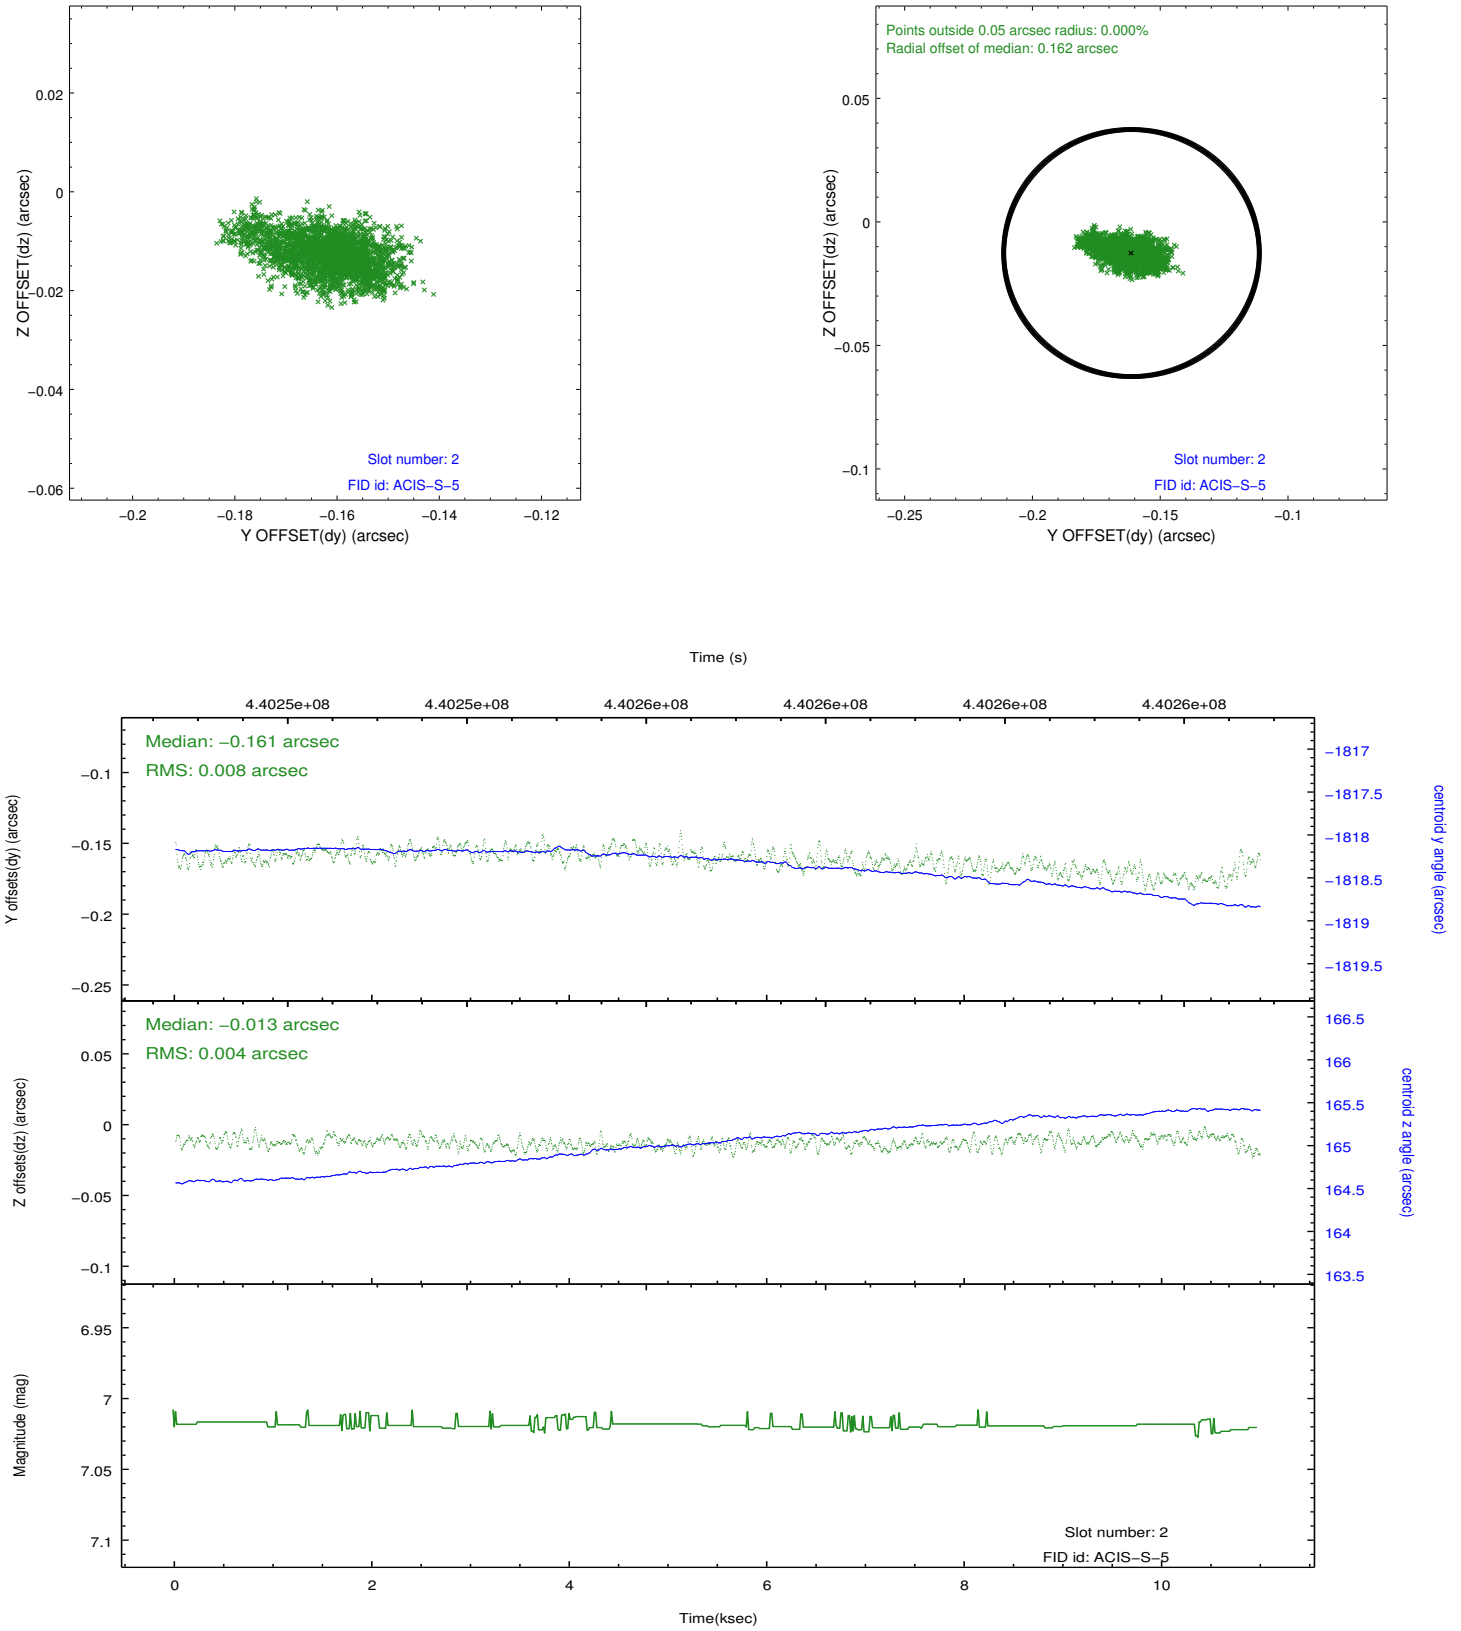 0.02
0
−0.02
−0.04
−0.06
Z OFFSET(dz) (arcsec)
−0.2
−0.18
−0.16
−0.14
−0.12
Y OFFSET(dy) (arcsec)
Slot number: 2
FID id: ACIS−S−5
Points outside 0.05 arcsec radius: 0.000%
Radial offset of median: 0.162 arcsec
0.05
0
−0.05
−0.1
Z OFFSET(dz) (arcsec)
−0.25
−0.2
−0.15
−0.1
Y OFFSET(dy) (arcsec)
Slot number: 2
FID id: ACIS−S−5
Time (s)
4.4025e+08
4.4025e+08
4.4026e+08
4.4026e+08
4.4026e+08
4.4026e+08
Median: −0.161 arcsec
RMS: 0.008 arcsec
−0.1
−0.15
−0.2
−0.25
Y offsets(dy) (arcsec)
−1817
−1817.5
−1818
−1818.5
−1819
−1819.5
centroid y angle (arcsec)
Median: −0.013 arcsec
RMS: 0.004 arcsec
0.05
0
−0.05
−0.1
Z offsets(dz) (arcsec)
166.5
166
165.5
165
164.5
164
163.5
centroid z angle (arcsec)
6.95
7
7.05
7.1
Magnitude (mag)
Slot number: 2
FID id: ACIS−S−5
0
2
4
6
8
10
Time(ksec)